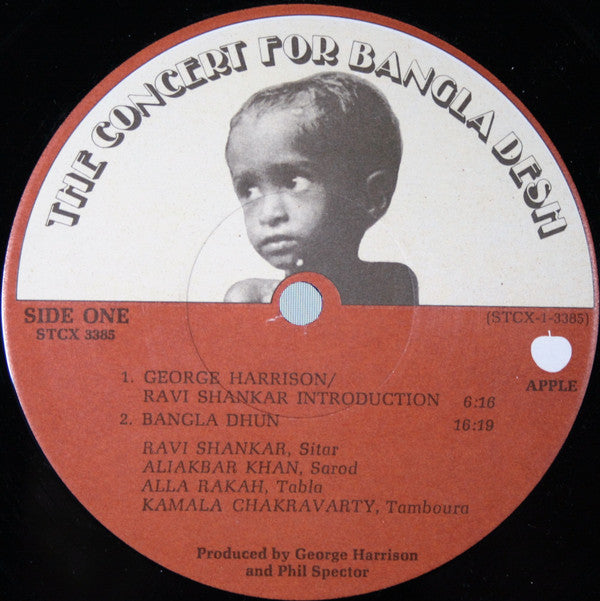 THE CONCERT FOR BANGLA DESH
SIDE ONE
STCX 3385
(STCX-1-3385)
APPLE
1. GEORGE HARRISON/
RAVI SHANKAR INTRODUCTION 6:16
2. BANGLA DHUN 16:19
RAVI SHANKAR, Sitar
ALIAKBAR KHAN, Sarod
ALLA RAKAH, Tabla
KAMALA CHAKRAVARTY, Tamboura
Produced by George Harrison
and Phil Spector